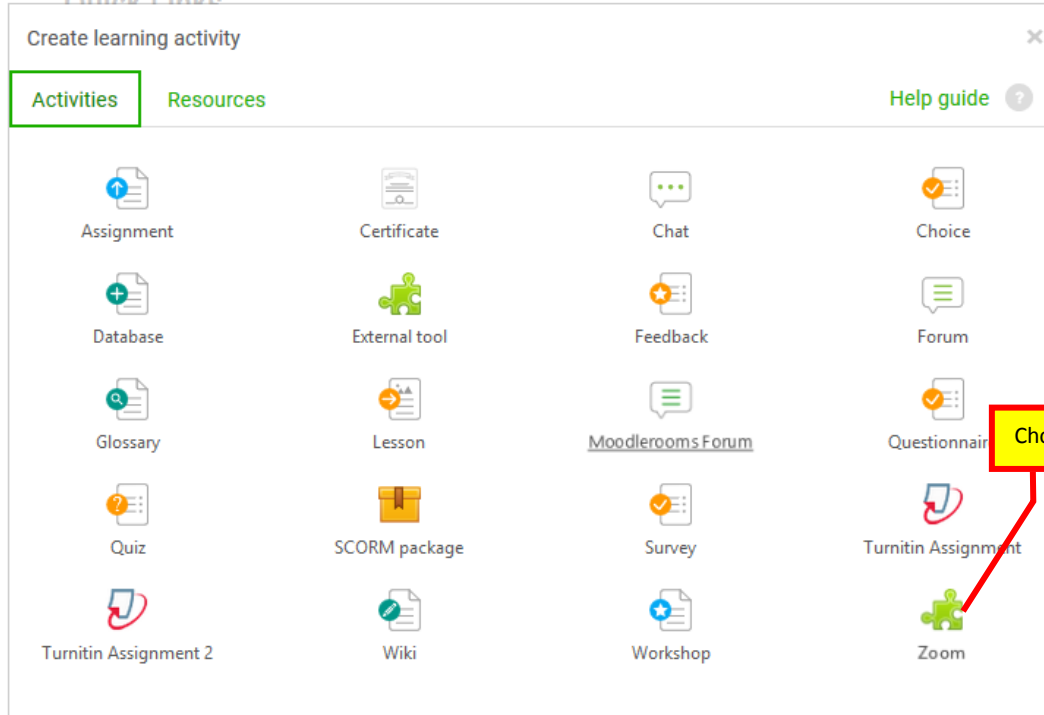 Create learning activity
Activities Resources Help guide ?
Assignment Certificate Chat Choice
Database External tool Feedback Forum
Glossary Lesson Moodlerooms Forum
Quiz SCORM package Survey Turnitin Assignment
Turnitin Assignment 2 Wiki Workshop Zoom